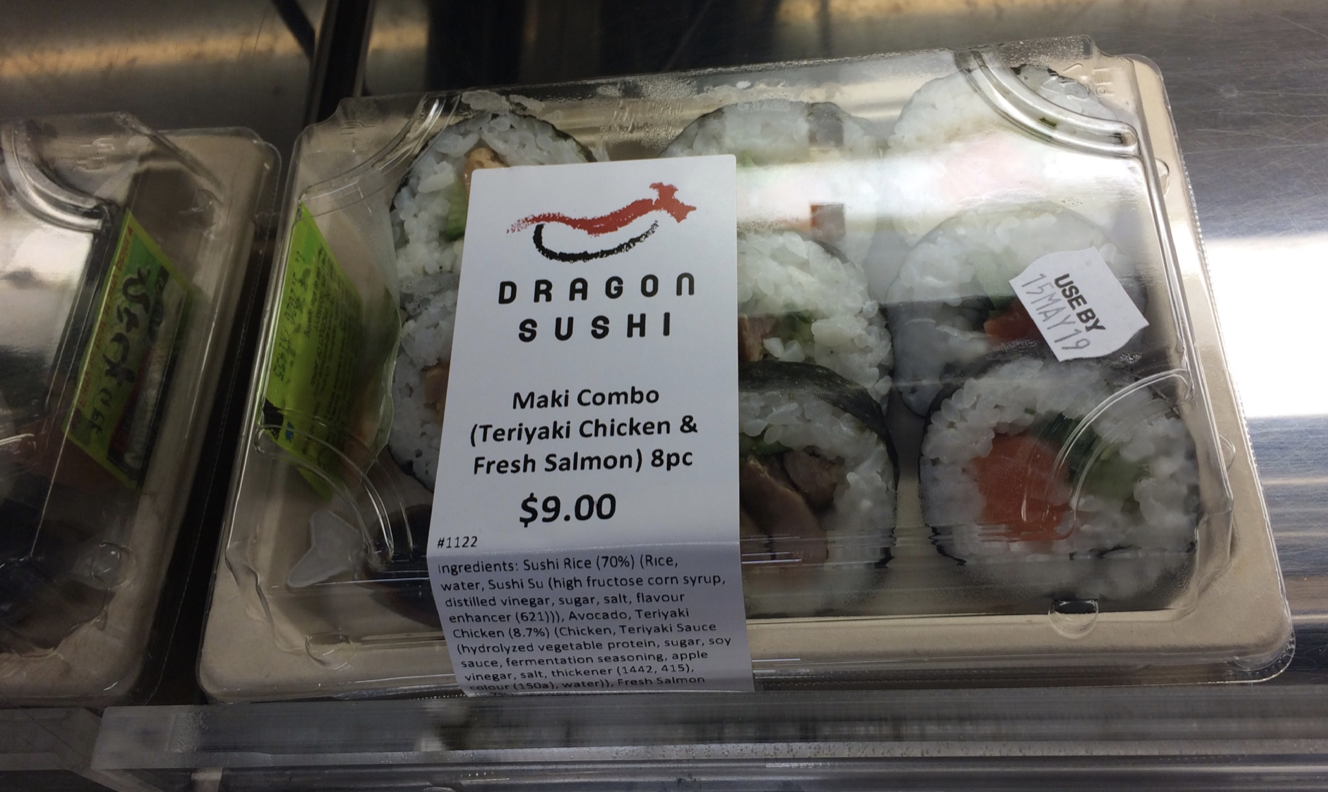 DRAGON
SUSHI
Maki Combo
(Teriyaki Chicken &
Fresh Salmon) 8pc
$9.00
#1122
Ingredients: Sushi Rice (70%) (Rice,
water, Sushi Su (high fructose corn syrup,
distilled vinegar, sugar, salt, flavour
enhancer (621))), Avocado, Teriyaki
Chicken (8.7%) (Chicken, Teriyaki Sauce
(hydrolyzed vegetable protein, sugar, soy
sauce, fermentation seasoning, apple
vinegar, salt, thickener (1442, 415),
colour (150a), water)), Fresh Salmon
USE BY
15MAY19